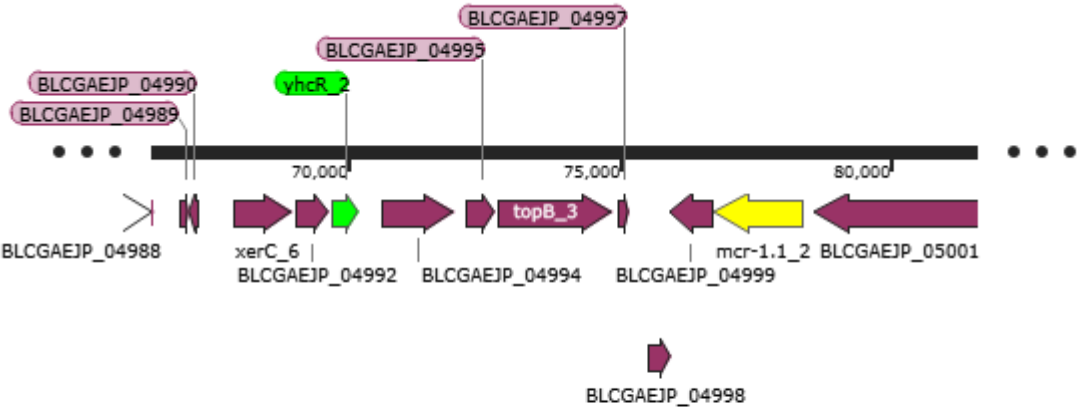 BLCGAEJP_04997
BLCGAEJP_04995
BLCGAEJP_04990
yhcR_2
BLCGAEJP_04989
70,000
75,000
80,000
topB_3
BLCGAEJP_04988
xerC_6
mcr-1.1_2
BLCGAEJP_05001
BLCGAEJP_04992
BLCGAEJP_04994
BLCGAEJP_04999
BLCGAEJP_04998